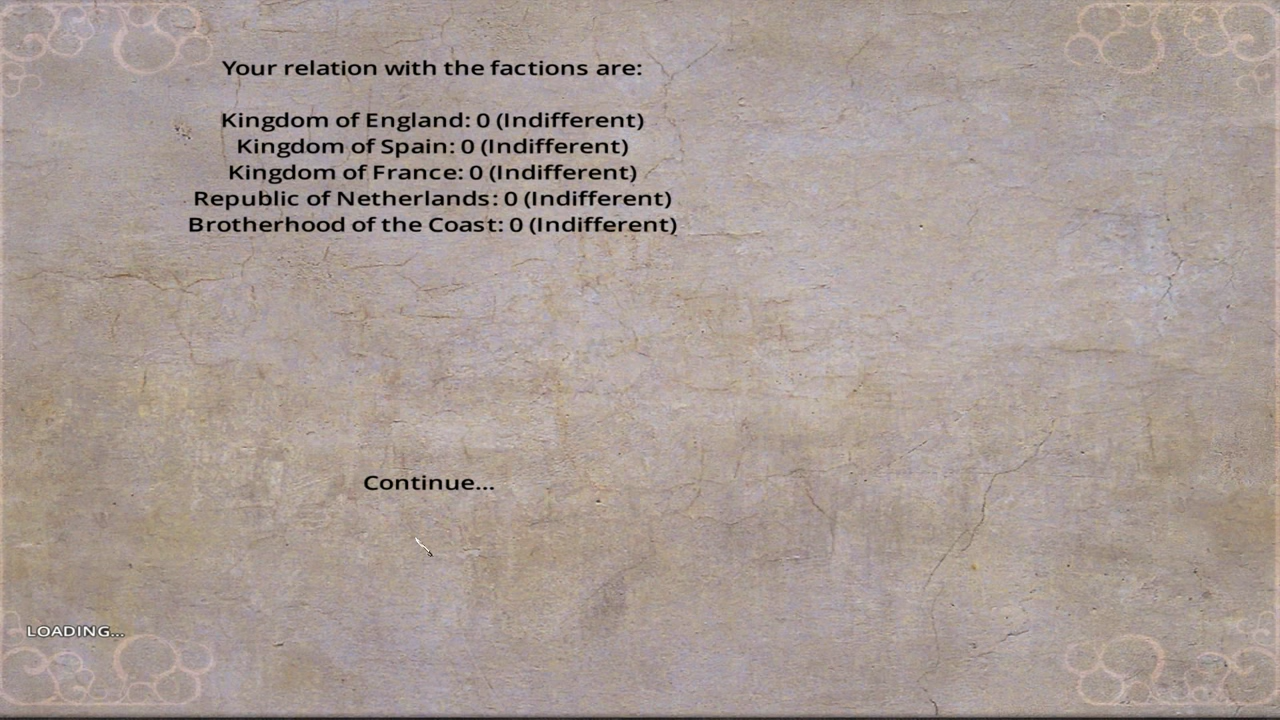 Your relation with the factions are:
Kingdom of England: 0 (Indifferent)
Kingdom of Spain: 0 (Indifferent)
Kingdom of France: 0 (Indifferent)
Republic of Netherlands: 0 (Indifferent)
Brotherhood of the Coast: 0 (Indifferent)
Continue...
LOADING...